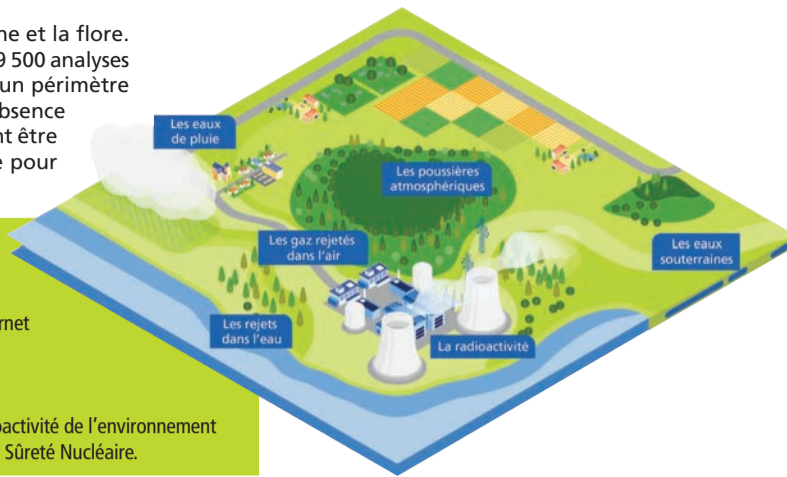 ne et la flore.
9 500 analyses
un périmètre
bsence
nt être
e pour
Les eaux
de pluie
Les poussières
atmosphériques
Les gaz rejetés
dans l'air
Les eaux
souterraines
Les rejets
dans l'eau
La radioactivité
rnet
oactivité de l'environnement
Sûreté Nucléaire.